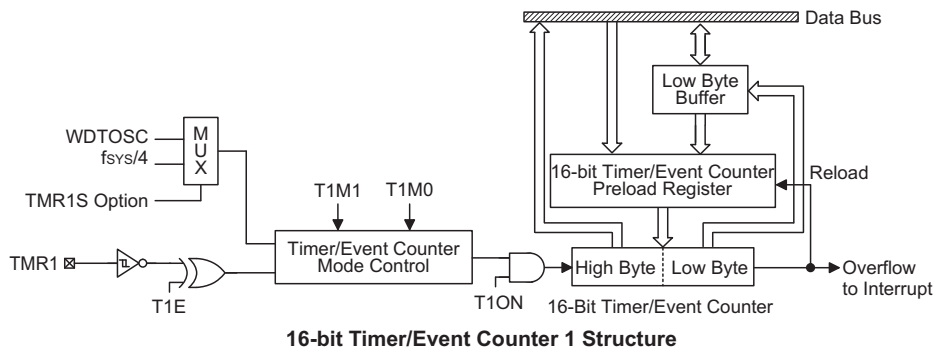 Data Bus
Low Byte
Buffer
WDTOSC
fSYS/4
TMR1S Option
MUX
16-bit Timer/Event Counter
Preload Register
Reload
T1M1
T1M0
Timer/Event Counter
Mode Control
TMR1
T1E
T1ON
High Byte
Low Byte
Overflow
to Interrupt
16-Bit Timer/Event Counter
16-bit Timer/Event Counter 1 Structure